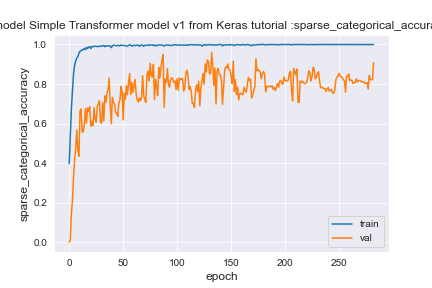 model Simple Transformer model v1 from Keras tutorial :sparse_categorical_accura
1.0
0.8
0.6
0.4
0.2
0.0
sparse_categorical_accuracy
0 50 100 150 200 250
epoch
train
val